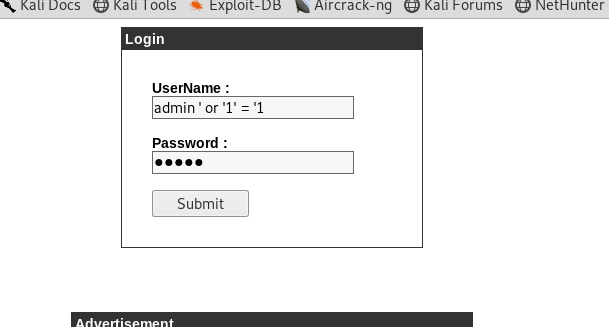 Kali Docs Kali Tools Exploit-DB Aircrack-ng Kali Forums NetHunter
Login
UserName :
admin ' or '1' = '1
Password :
●●●●●
Submit
Advertisement